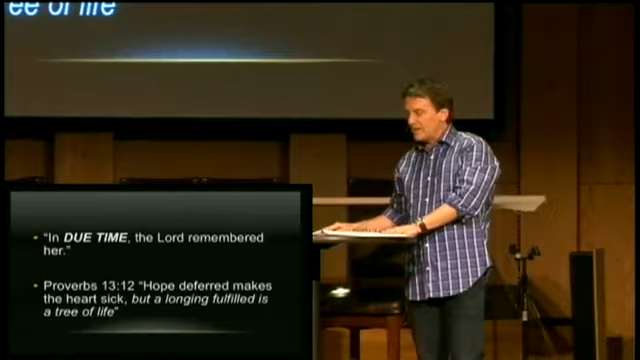 ee of life
• "In DUE TIME, the Lord remembered
her."
• Proverbs 13:12 "Hope deferred makes
the heart sick, but a longing fulfilled is
a tree of life"